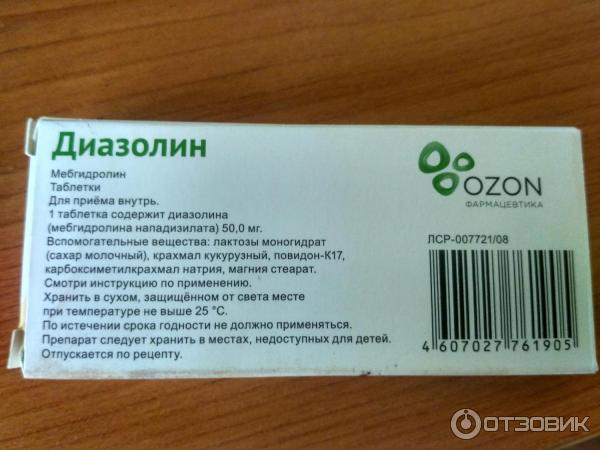 Диазолин
Мебгидролин
Таблетки
Для приёма внутрь.
1 таблетка содержит диазолина
(мебгидролина нападизилата) 50,0 мг.
Вспомогательные вещества: лактозы моногидрат
(сахар молочный), крахмал кукурузный, повидон-К17,
карбоксиметилкрахмал натрия, магния стеарат.
Смотри инструкцию по применению.
Хранить в сухом, защищённом от света месте
при температуре не выше 25 °С.
По истечении срока годности не должно применяться.
Препарат следует хранить в местах, недоступных для детей.
Отпускается по рецепту.
OZON
ФАРМАЦЕВТИКА
ЛСР-007721/08
4 607027 761905
ОТЗОВИК